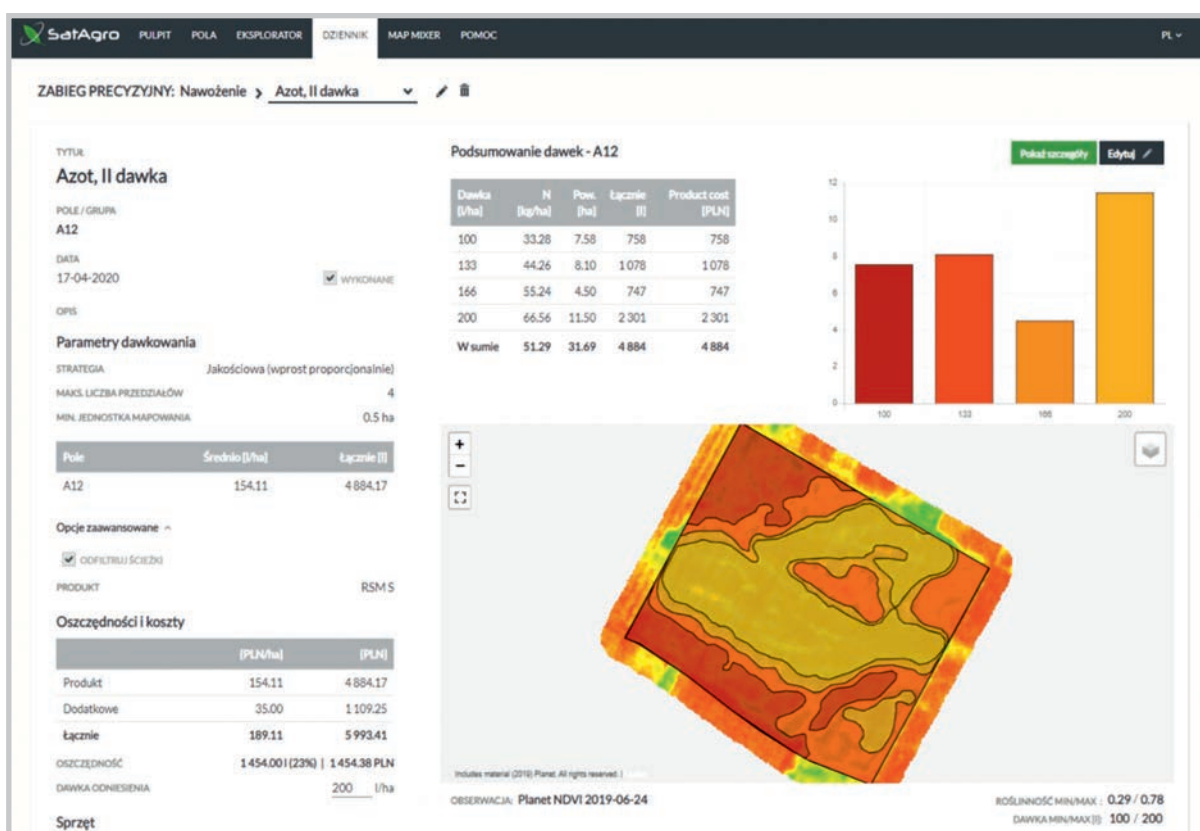 SatAgro PULPIT POLA EKSPLORATOR DZIENNIK MAP MIXER POMOC PL
ZABIEG PRECYZYJNY: Nawożenie > Azot, II dawka
TYTUŁ
Azot, II dawka
POLE / GRUPA
A12
DATA
17-04-2020 WYKONANE
OPIS
Parametry dawkowania
STRATEGIA Jakościowa (wprost proporcjonalnie)
MAKS. LICZBA PRZEDZIAŁÓW 4
MIN. JEDNOSTKA MAPOWANIA 0.5 ha
Pole Średnio [l/ha] Łącznie [l]
A12 154.11 4 884.17
Opcje zaawansowane
ODFILTRUJ ŚCIEŻKI
PRODUKT RSM S
Oszczędności i koszty
[PLN/ha] [PLN]
Produkt 154.11 4 884.17
Dodatkowe 35.00 1 109.25
Łącznie 189.11 5 993.41
OSZCZĘDNOŚĆ 1 454.00 l (23%) | 1 454.38 PLN
DAWKA ODNIESIENIA 200 l/ha
Sprzęt
Podsumowanie dawek - A12
Pokaż szczegóły Edytuj
Dawka [l/ha] N [kg/ha] Pow. [ha] Łącznie [l] Product cost [PLN]
100 33.28 7.58 758 758
133 44.26 8.10 1 078 1 078
166 55.24 4.50 747 747
200 66.56 11.50 2 301 2 301
W sumie 51.29 31.69 4 884 4 884
12
10
8
6
4
2
0
100 133 166 200
+
−
Includes material (2019) Planet. All rights reserved. |
OBSERWACJA: Planet NDVI 2019-06-24
ROŚLINNOŚĆ MIN/MAX : 0.29 / 0.78
DAWKA MIN/MAX [l]: 100 / 200